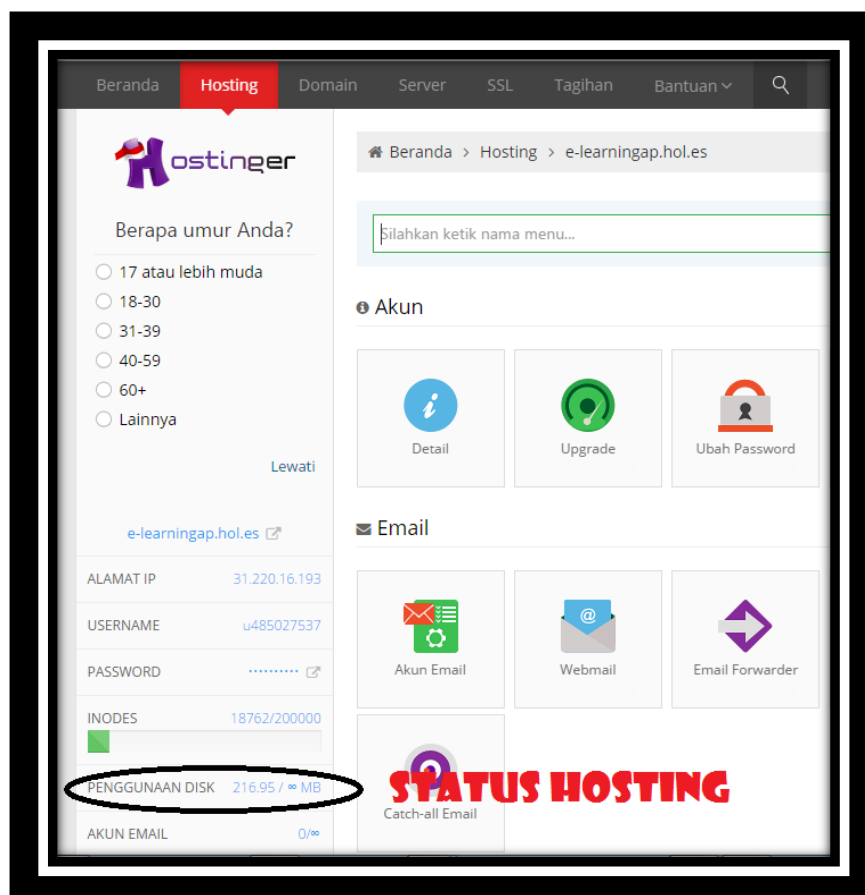 Beranda Hosting Domain Server SSL Tagihan Bantuan
Hostinger
Berapa umur Anda?
17 atau lebih muda
18-30
31-39
40-59
60+
Lainnya
Lewati
e-learningap.hol.es
ALAMAT IP 31.220.16.193
USERNAME u485027537
PASSWORD ··········
INODES 18762/200000
PENGGUNAAN DISK 216.95 / ∞ MB
AKUN EMAIL 0/∞
Beranda > Hosting > e-learningap.hol.es
Silahkan ketik nama menu...
Akun
Detail Upgrade Ubah Password
Email
@
Akun Email Webmail Email Forwarder
Catch-all Email
STATUS HOSTING